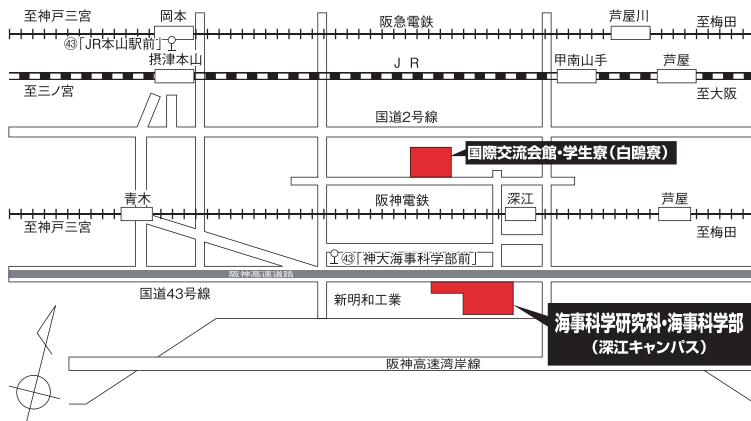 至神戸三宮
岡本
阪急電鉄
芦屋川
至梅田
㊸「JR本山駅前」
摂津本山
JR
甲南山手
芦屋
至三ノ宮
至大阪
国道2号線
国際交流会館・学生寮(白鴎寮)
青木
阪神電鉄
深江
芦屋
至神戸三宮
至梅田
㊸「神大海事科学部前」
阪神高速道路
国道43号線
新明和工業
海事科学研究科・海事科学部
(深江キャンパス)
阪神高速湾岸線